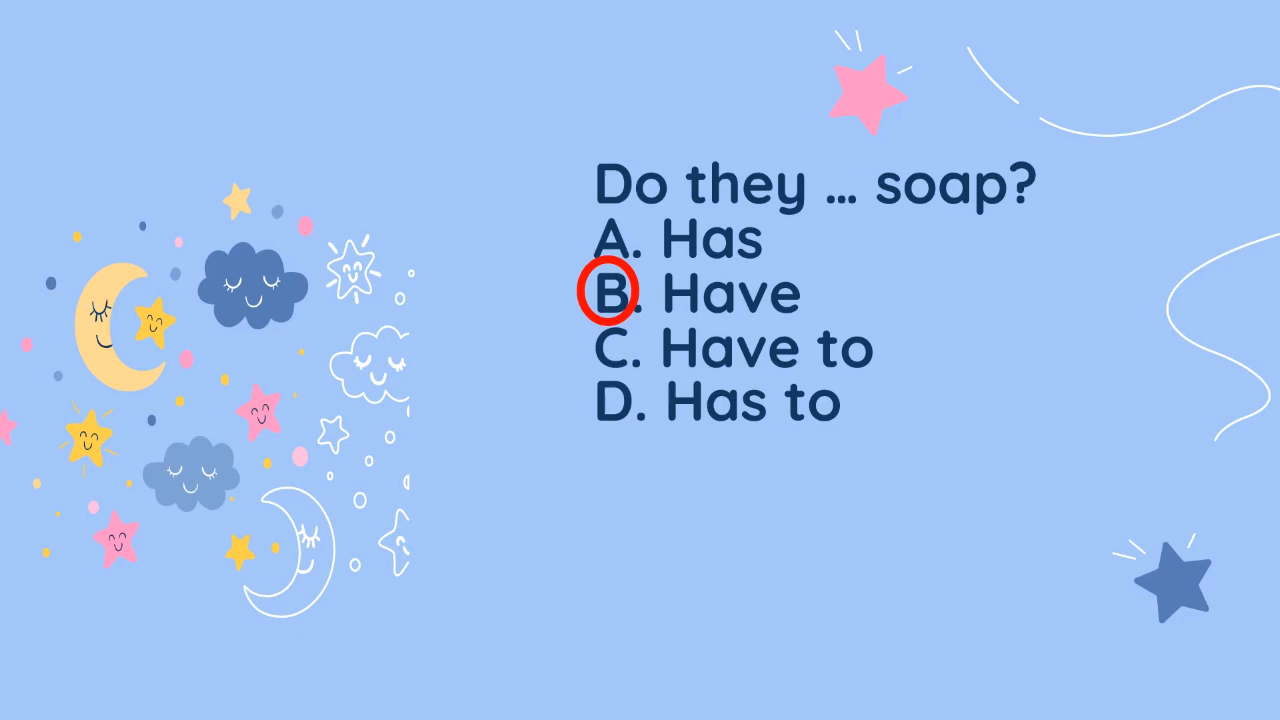 Do they ... soap?
A. Has
B. Have
C. Have to
D. Has to